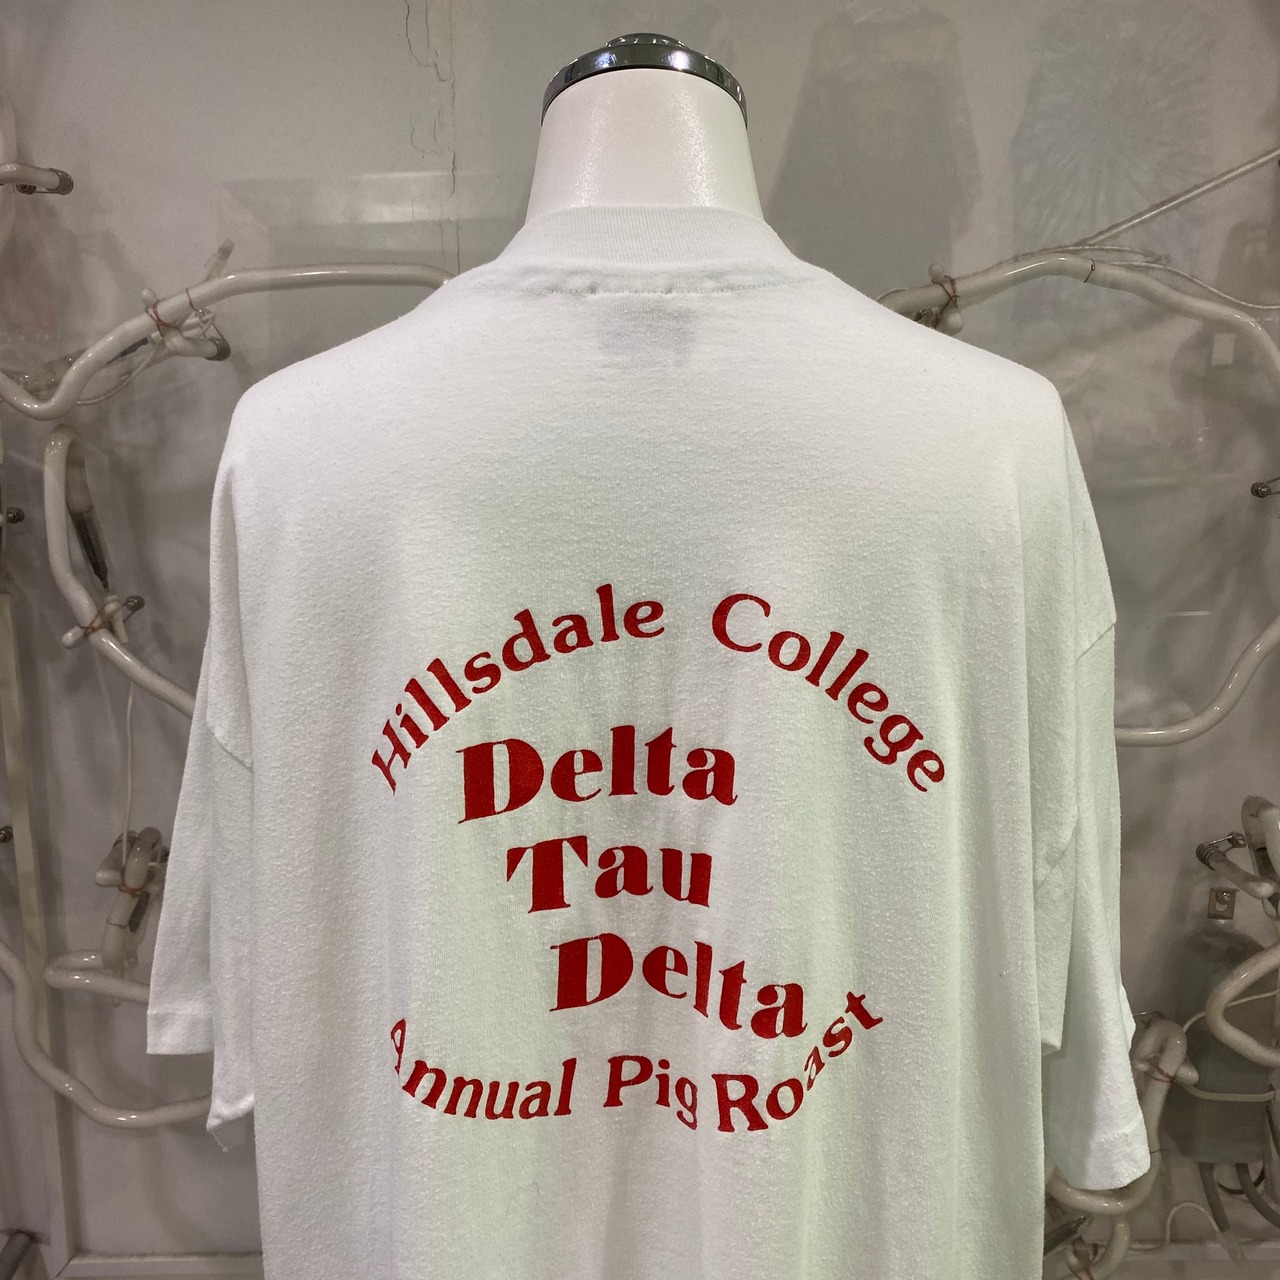 Hillsdale College
Delta
Tau
Delta
Annual Pig Roast